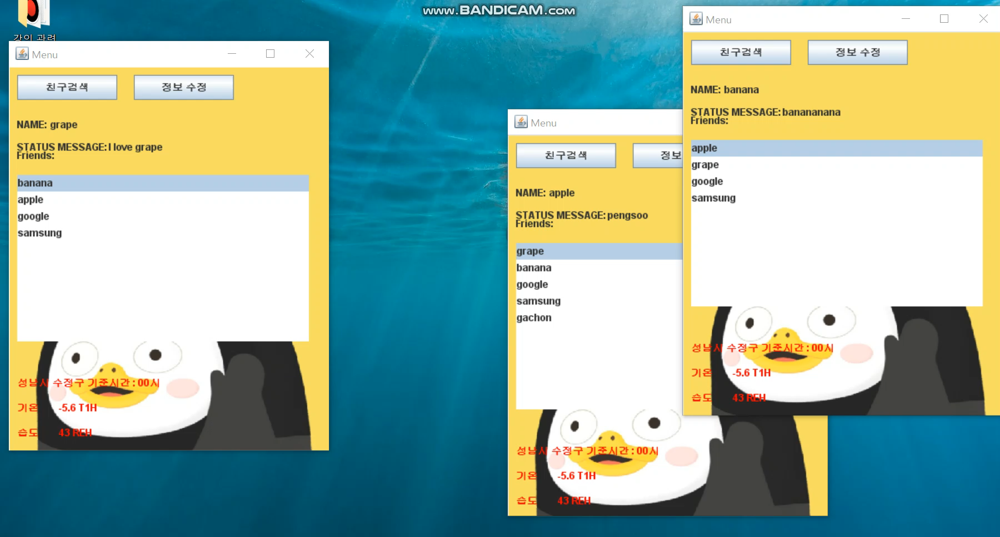 www.BANDICAM.com
강의 관련
Menu
친구검색 정보 수정
NAME: grape
STATUS MESSAGE: I love grape
Friends:
banana
apple
google
samsung
성남시 수정구 기준시간 : 00시
기온 -5.6 T1H
습도 43 REH
Menu
친구검색 정보
NAME: apple
STATUS MESSAGE: pengsoo
Friends:
grape
banana
google
samsung
gachon
성남시 수정구 기준시간 : 00시
기온 -5.6 T1H
습도 43 REH
Menu
친구검색 정보 수정
NAME: banana
STATUS MESSAGE: banananana
Friends:
apple
grape
google
samsung
성남시 수정구 기준시간 : 00시
기온 -5.6 T1H
습도 43 REH